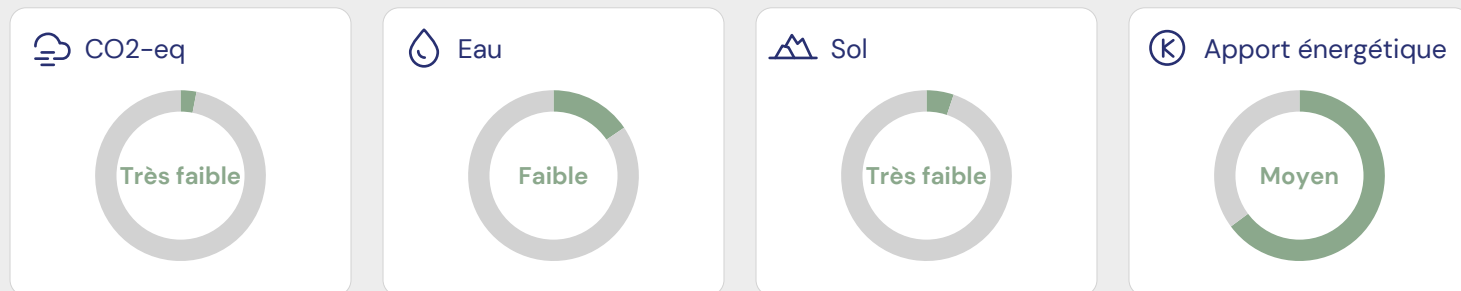 CO2-eq
Très faible
Eau
Faible
Sol
Très faible
Apport énergétique
Moyen